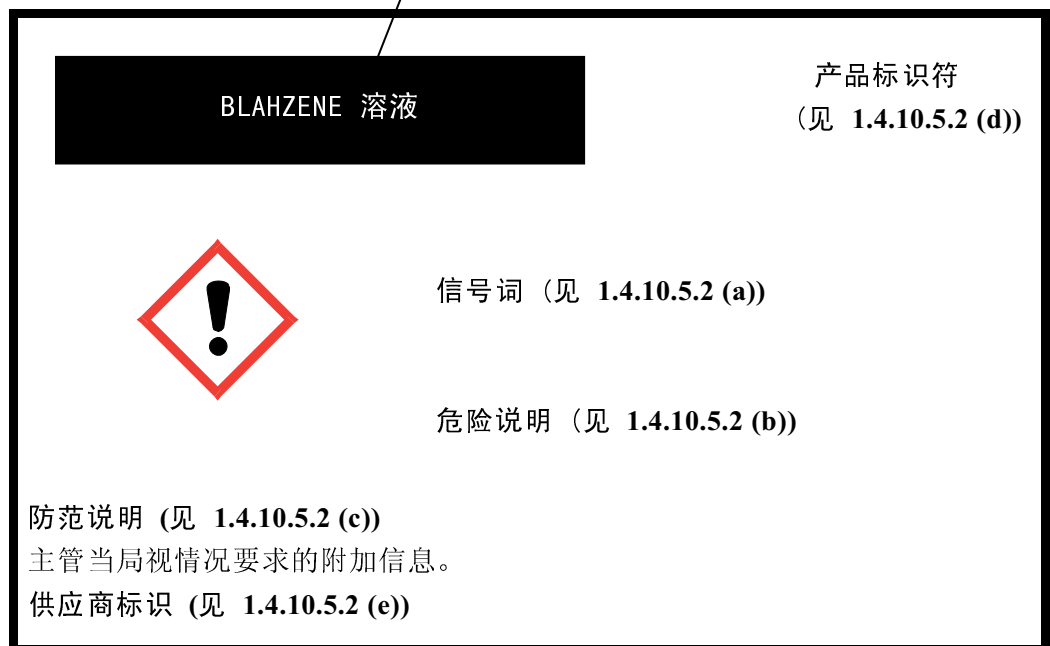 BLAHZENE 溶液
产品标识符
(见 1.4.10.5.2 (d))
信号词 (见 1.4.10.5.2 (a))
危险说明 (见 1.4.10.5.2 (b))
防范说明 (见 1.4.10.5.2 (c))
主管当局视情况要求的附加信息。
供应商标识 (见 1.4.10.5.2 (e))